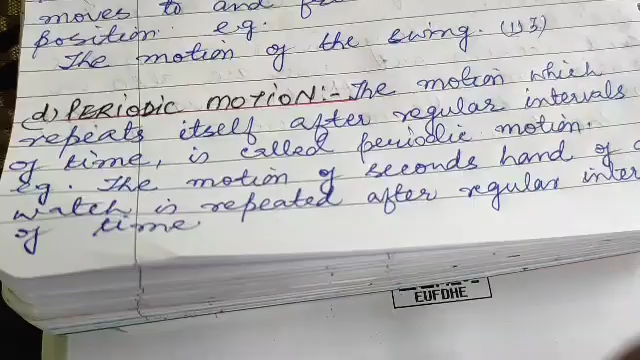 moves to and
position. e.g.
The motion of the swing. (113)
(d) PERIODIC MOTION:- The motion which
repeats itself after regular intervals
of time, is called periodic motion.
eg. The motion of seconds hand of a
watch is repeated after regular inter
of time
EUFDHE